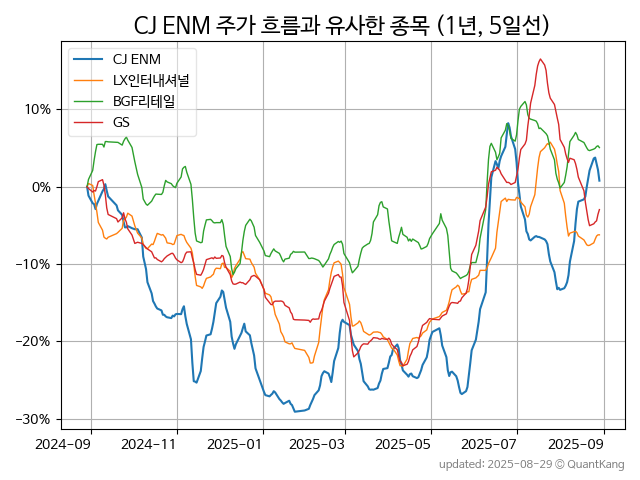 CJ ENM 주가 흐름과 유사한 종목 (1년, 5일선)
CJ ENM
LX인터내셔널
BGF리테일
GS
10%
0%
−10%
−20%
−30%
2024-09 2024-11 2025-01 2025-03 2025-05 2025-07 2025-09
updated: 2025-08-29 © QuantKang